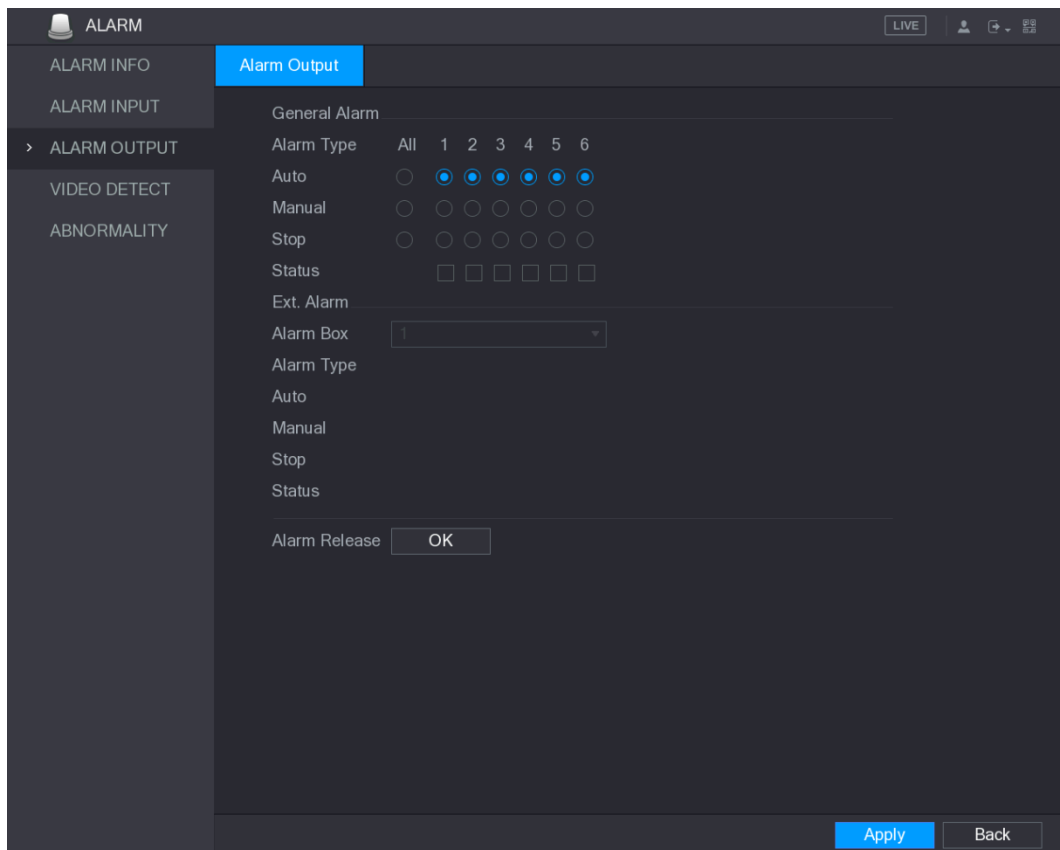 ALARM LIVE
ALARM INFO
ALARM INPUT
> ALARM OUTPUT
VIDEO DETECT
ABNORMALITY
Alarm Output
General Alarm
Alarm Type All 1 2 3 4 5 6
Auto
Manual
Stop
Status
Ext. Alarm
Alarm Box 1
Alarm Type
Auto
Manual
Stop
Status
Alarm Release OK
Apply Back